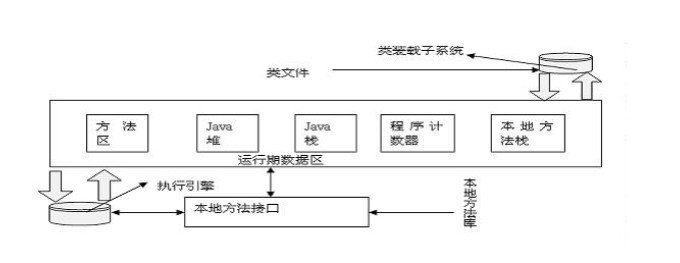 类装载子系统
类文件
方 法
区
Java
堆
Java
栈
程 序 计
数器
本 地 方
法栈
运行期数据区
执行引擎
本地方法接口
本地方法库